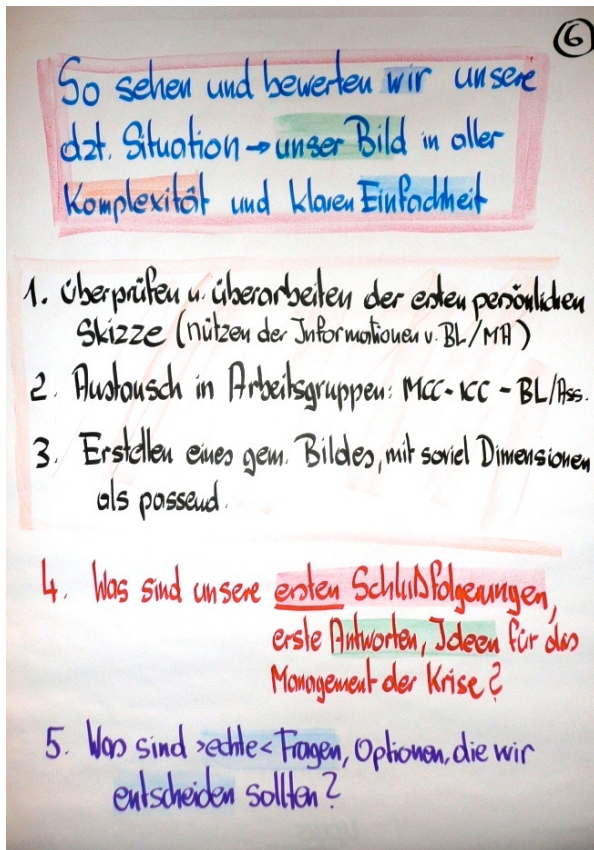 6
So sehen und bewerten wir unsere
dzt. Situation → unser Bild in aller
Komplexität und klaren Einfachheit
1. überprüfen u. überarbeiten der ersten persönlichen
Skizze (nützen der Informationen v. BL/MA)
2. Austausch in Arbeitsgruppen: MCC - KC - BL/Ass.
3. Erstellen eines gem. Bildes, mit soviel Dimensionen
als passend.
4. Was sind unsere ersten Schlußfolgerungen,
erste Antworten, Ideen für das
Management der Krise?
5. Was sind >echte< Fragen, Optionen, die wir
entscheiden sollten?